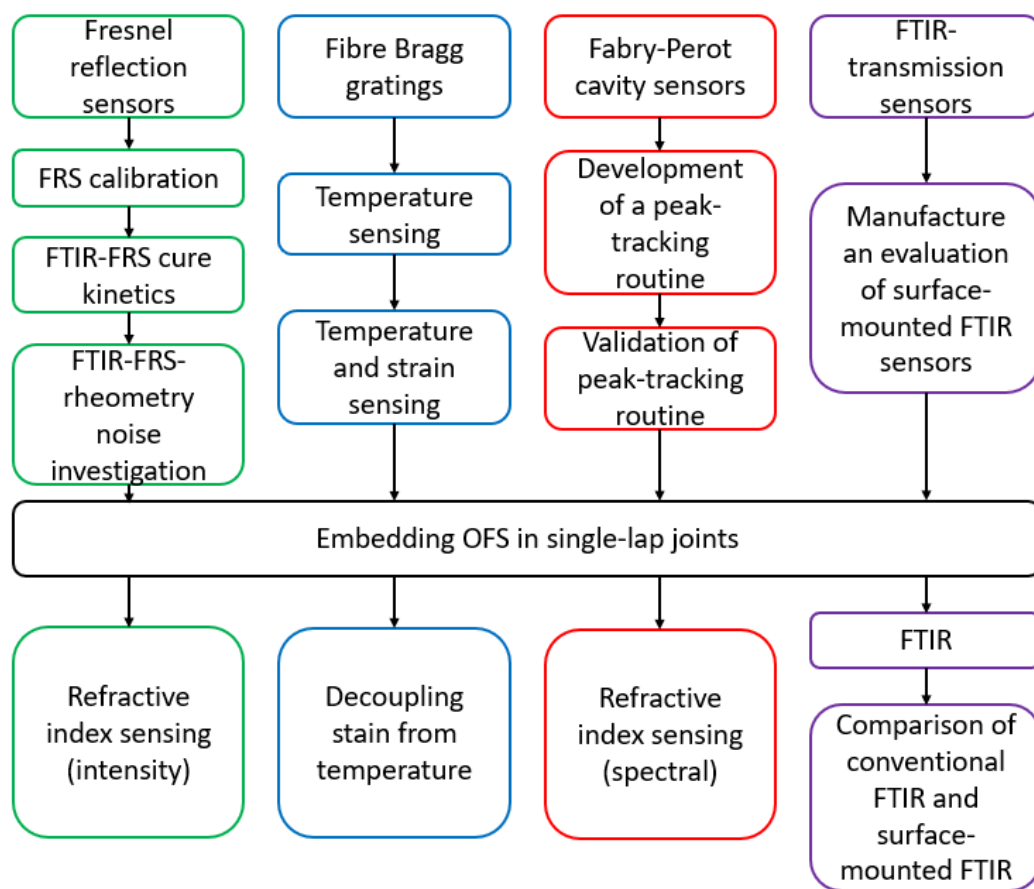 Fresnel
reflection
sensors
FRS calibration
FTIR-FRS cure
kinetics
FTIR-FRS-
rheometry
noise
investigation
Fibre Bragg
gratings
Temperature
sensing
Temperature
and strain
sensing
Fabry-Perot
cavity sensors
Development
of a peak-
tracking
routine
Validation of
peak-tracking
routine
FTIR-
transmission
sensors
Manufacture
an evaluation
of surface-
mounted FTIR
sensors
Embedding OFS in single-lap joints
Refractive
index sensing
(intensity)
Decoupling
stain from
temperature
Refractive
index sensing
(spectral)
FTIR
Comparison of
conventional
FTIR and
surface-
mounted FTIR